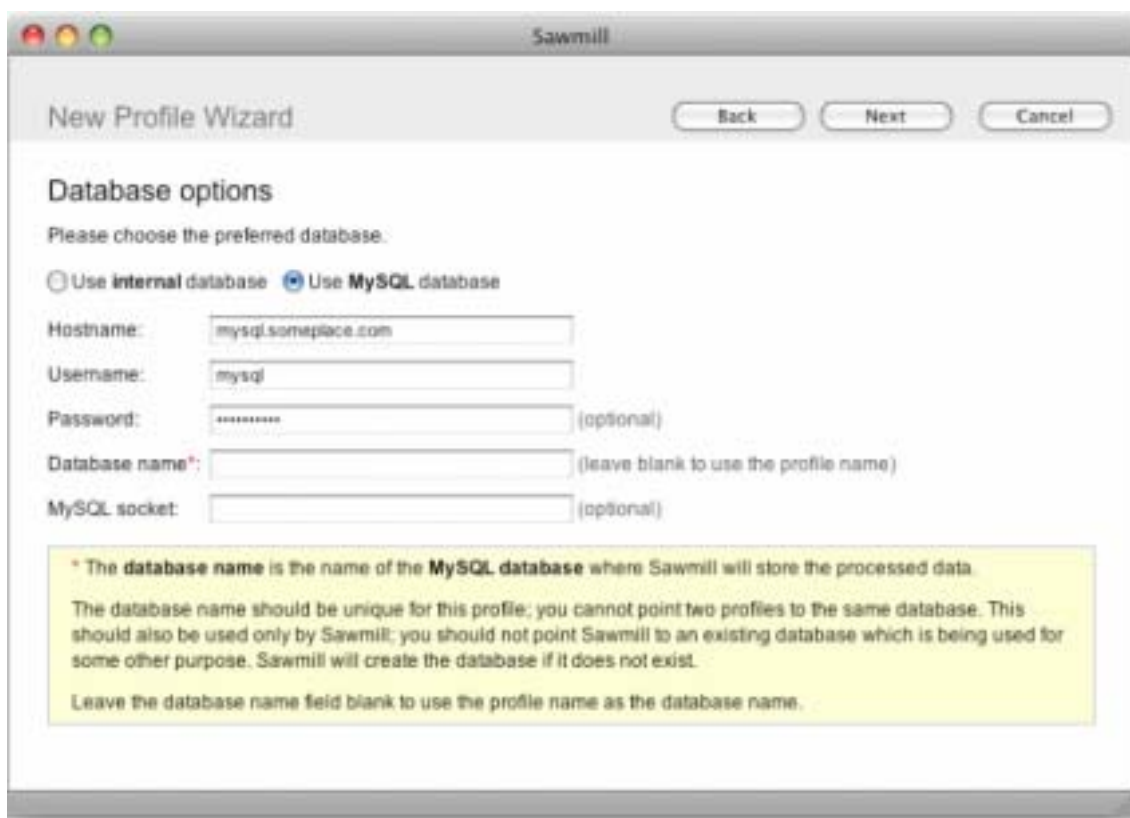 Sawmill
New Profile Wizard
Back
Next
Cancel
Database options
Please choose the preferred database.
Use internal database
Use MySQL database
Hostname:
mysql.someplace.com
Username:
mysql
Password:
••••••••••
(optional)
Database name*:
(leave blank to use the profile name)
MySQL socket:
(optional)
* The database name is the name of the MySQL database where Sawmill will store the processed data.
The database name should be unique for this profile; you cannot point two profiles to the same database. This
should also be used only by Sawmill; you should not point Sawmill to an existing database which is being used for
some other purpose. Sawmill will create the database if it does not exist.
Leave the database name field blank to use the profile name as the database name.